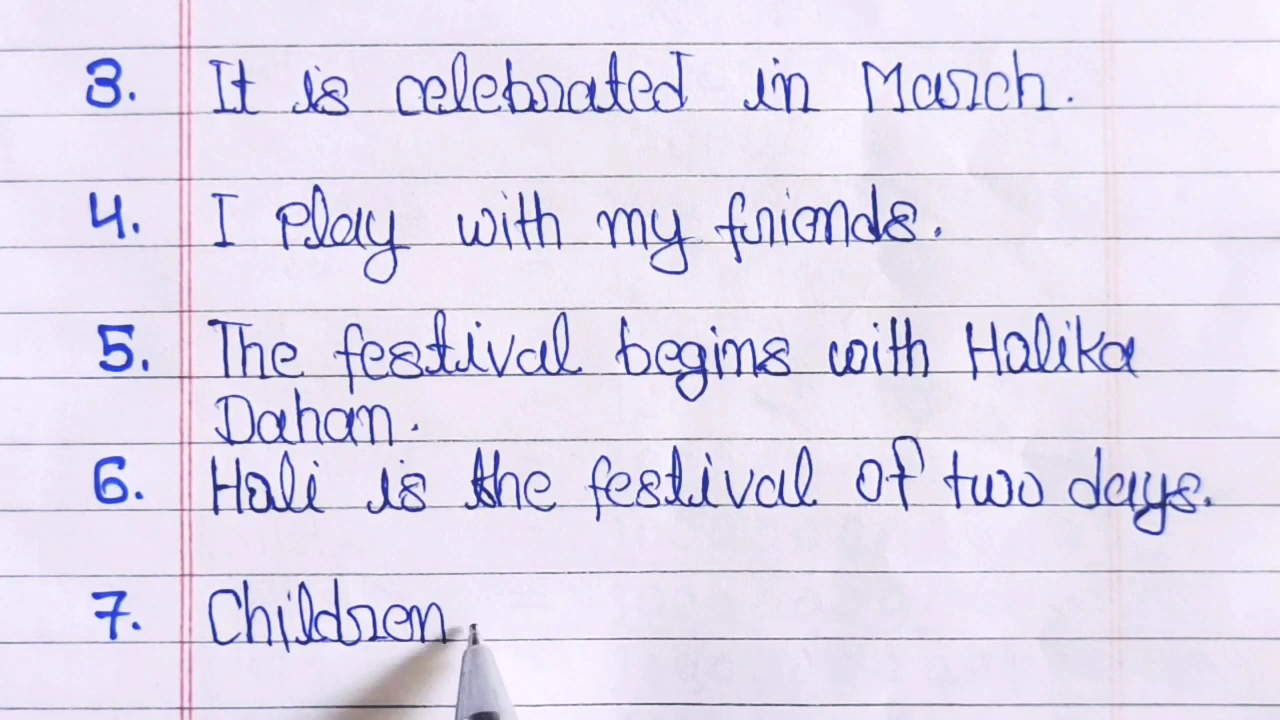 3. It is celebrated in March.
4. I play with my friends.
5. The festival begins with Holika
Dahan.
6. Holi is the festival of two days.
7. Children